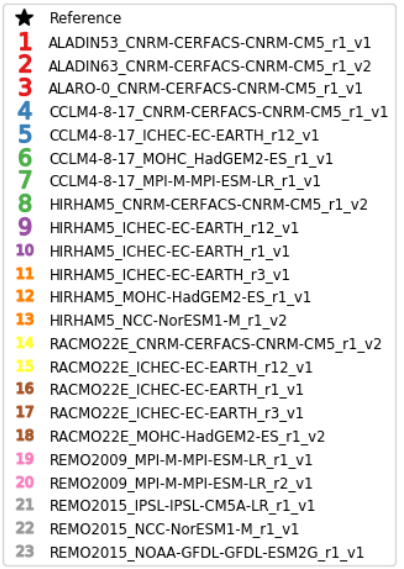 Reference
1 ALADIN53_CNRM-CERFACS-CNRM-CM5_r1_v1
2 ALADIN63_CNRM-CERFACS-CNRM-CM5_r1_v2
3 ALARO-0_CNRM-CERFACS-CNRM-CM5_r1_v1
4 CCLM4-8-17_CNRM-CERFACS-CNRM-CM5_r1_v1
5 CCLM4-8-17_ICHEC-EC-EARTH_r12_v1
6 CCLM4-8-17_MOHC_HadGEM2-ES_r1_v1
7 CCLM4-8-17_MPI-M-MPI-ESM-LR_r1_v1
8 HIRHAM5_CNRM-CERFACS-CNRM-CM5_r1_v2
9 HIRHAM5_ICHEC-EC-EARTH_r12_v1
10 HIRHAM5_ICHEC-EC-EARTH_r1_v1
11 HIRHAM5_ICHEC-EC-EARTH_r3_v1
12 HIRHAM5_MOHC-HadGEM2-ES_r1_v1
13 HIRHAM5_NCC-NorESM1-M_r1_v2
14 RACMO22E_CNRM-CERFACS-CNRM-CM5_r1_v2
15 RACMO22E_ICHEC-EC-EARTH_r12_v1
16 RACMO22E_ICHEC-EC-EARTH_r1_v1
17 RACMO22E_ICHEC-EC-EARTH_r3_v1
18 RACMO22E_MOHC-HadGEM2-ES_r1_v2
19 REMO2009_MPI-M-MPI-ESM-LR_r1_v1
20 REMO2009_MPI-M-MPI-ESM-LR_r2_v1
21 REMO2015_IPSL-IPSL-CM5A-LR_r1_v1
22 REMO2015_NCC-NorESM1-M_r1_v1
23 REMO2015_NOAA-GFDL-GFDL-ESM2G_r1_v1